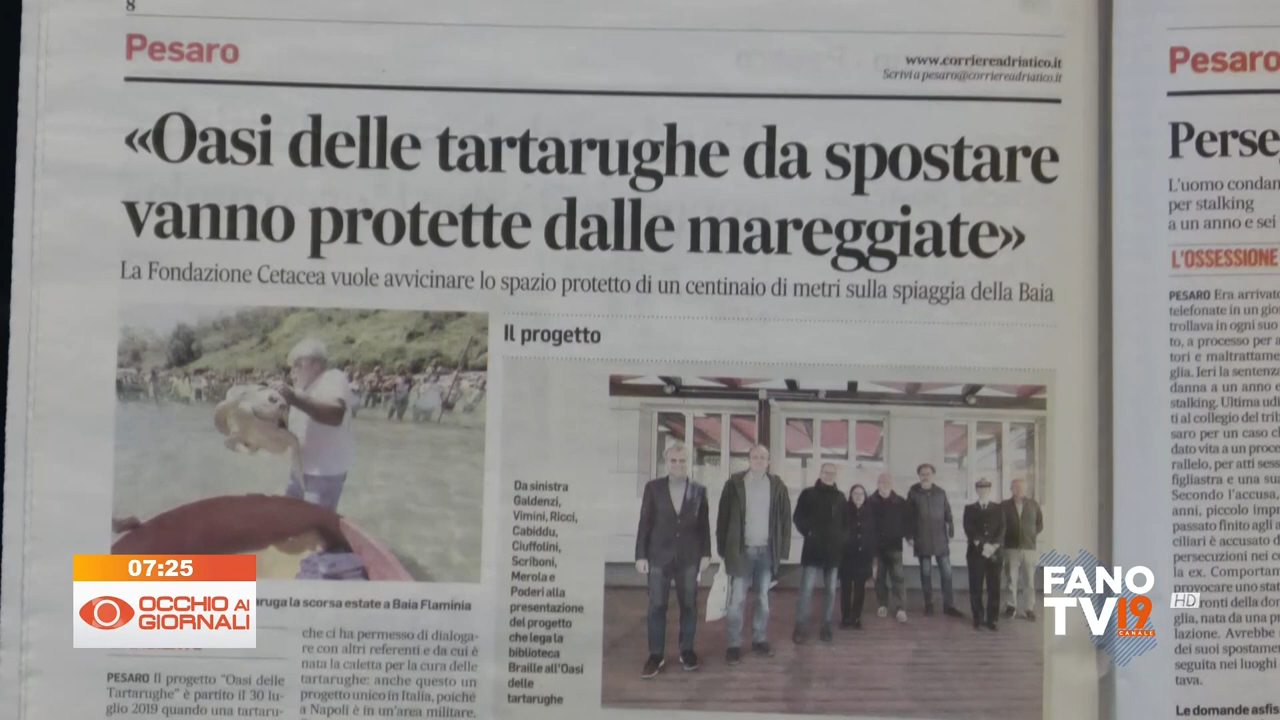 8
Pesaro
www.corriereadriatico.it
Scrivi a pesaro@corriereadriatico.it
«Oasi delle tartarughe da spostare
vanno protette dalle mareggiate»
La Fondazione Cetacea vuole avvicinare lo spazio protetto di un centinaio di metri sulla spiaggia della Baia
Il progetto
Da sinistra
Galdenzi,
Vimini, Ricci,
Cabiddu,
Ciuffolini,
Scriboni,
Merola e
Poderi alla
presentazione
del progetto
che lega la
biblioteca
Braille all'Oasi
delle
tartarughe
aruga la scorsa estate a Baia Flaminia
PESARO Il progetto "Oasi delle
Tartarughe" è partito il 30 lu-
glio 2019 quando una tartaru-
che ci ha permesso di dialoga-
re con altri referenti e da cui è
nata la caletta per la cura delle
tartarughe: anche questo un
progetto unico in Italia, poiché
a Napoli è in un'area militare.
Pesaro
Perse
L'uomo condan
per stalking
a un anno e sei
L'OSSESSIONE
PESARO Era arrivato
telefonate in un gio
trollava in ogni suo
to, a processo per a
tori e maltrattame
glia. Ieri la sentenz
danna a un anno e
stalking. Ultima udi
ti al collegio del trib
saro per un caso ch
dato vita a un proce
rallelo, per atti sess
figliastra e una su
Secondo l'accusa,
anni, piccolo impr
passato finito agli a
ciliari è accusato d
persecuzioni nei c
la ex. Comportam
provocare uno stat
fronti della do
glia, nata da una p
lazione. Avrebbe
dei suoi spostame
seguita nei luoghi
tava.
Le domande asfis
07:25
OCCHIO AI
GIORNALI
FANO
TV19
CANALE
HD